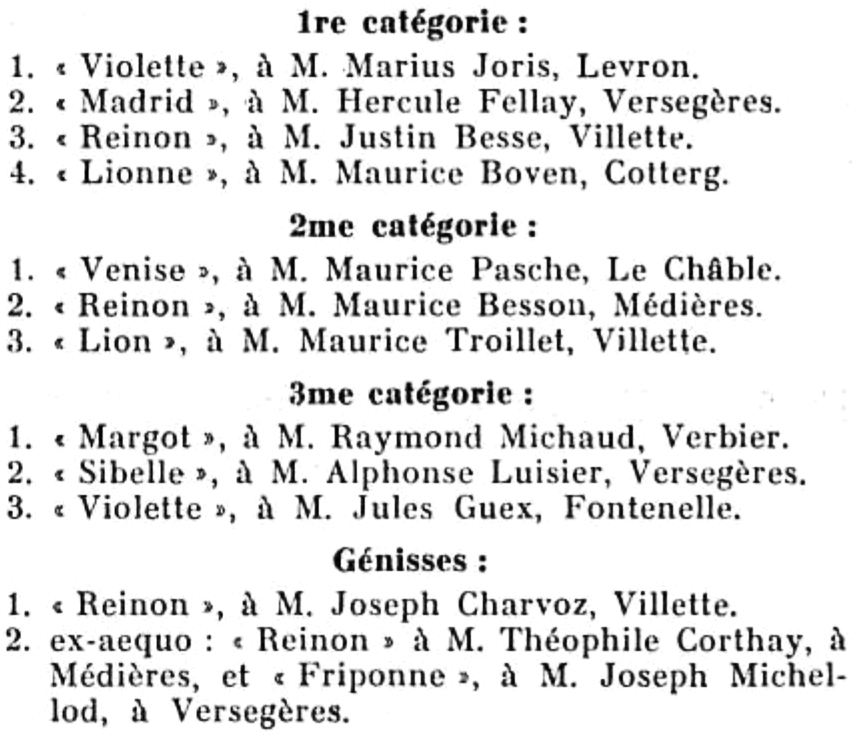 1re catégorie :
1. « Violette », à M. Marius Joris, Levron.
2. « Madrid », à M. Hercule Fellay, Versegères.
3. « Reinon », à M. Justin Besse, Villette.
4. « Lionne », à M. Maurice Boven, Cotterg.
2me catégorie :
1. « Venise », à M. Maurice Pasche, Le Châble.
2. « Reinon », à M. Maurice Besson, Médières.
3. « Lion », à M. Maurice Troillet, Villette.
3me catégorie :
1. « Margot », à M. Raymond Michaud, Verbier.
2. « Sibelle », à M. Alphonse Luisier, Versegères.
3. « Violette », à M. Jules Guex, Fontenelle.
Génisses :
1. « Reinon », à M. Joseph Charvoz, Villette.
2. ex-aequo : « Reinon » à M. Théophile Corthay, à
Médières, et « Friponne », à M. Joseph Michel-
lod, à Versegères.